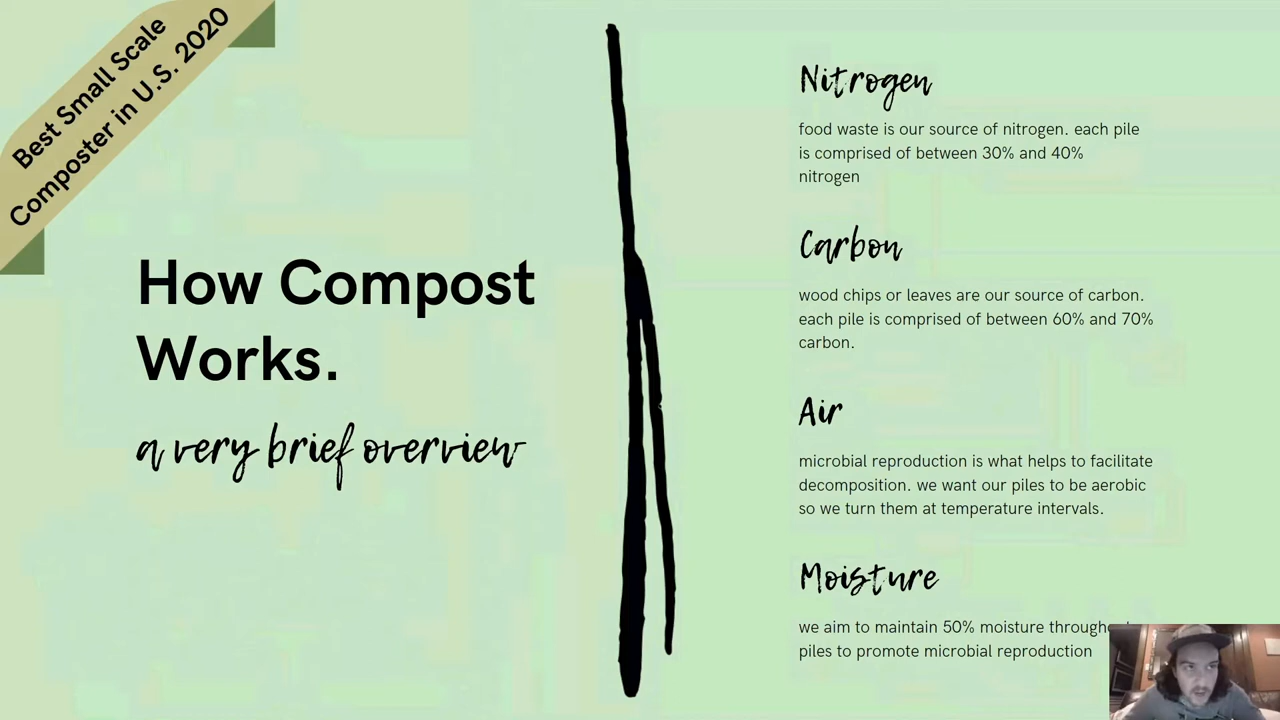 Best Small Scale
Composter in U.S. 2020
How Compost
Works.
a very brief overview
Nitrogen
food waste is our source of nitrogen. each pile
is comprised of between 30% and 40%
nitrogen
Carbon
wood chips or leaves are our source of carbon.
each pile is comprised of between 60% and 70%
carbon.
Air
microbial reproduction is what helps to facilitate
decomposition. we want our piles to be aerobic
so we turn them at temperature intervals.
Moisture
we aim to maintain 50% moisture
piles to promote microbial reproduction